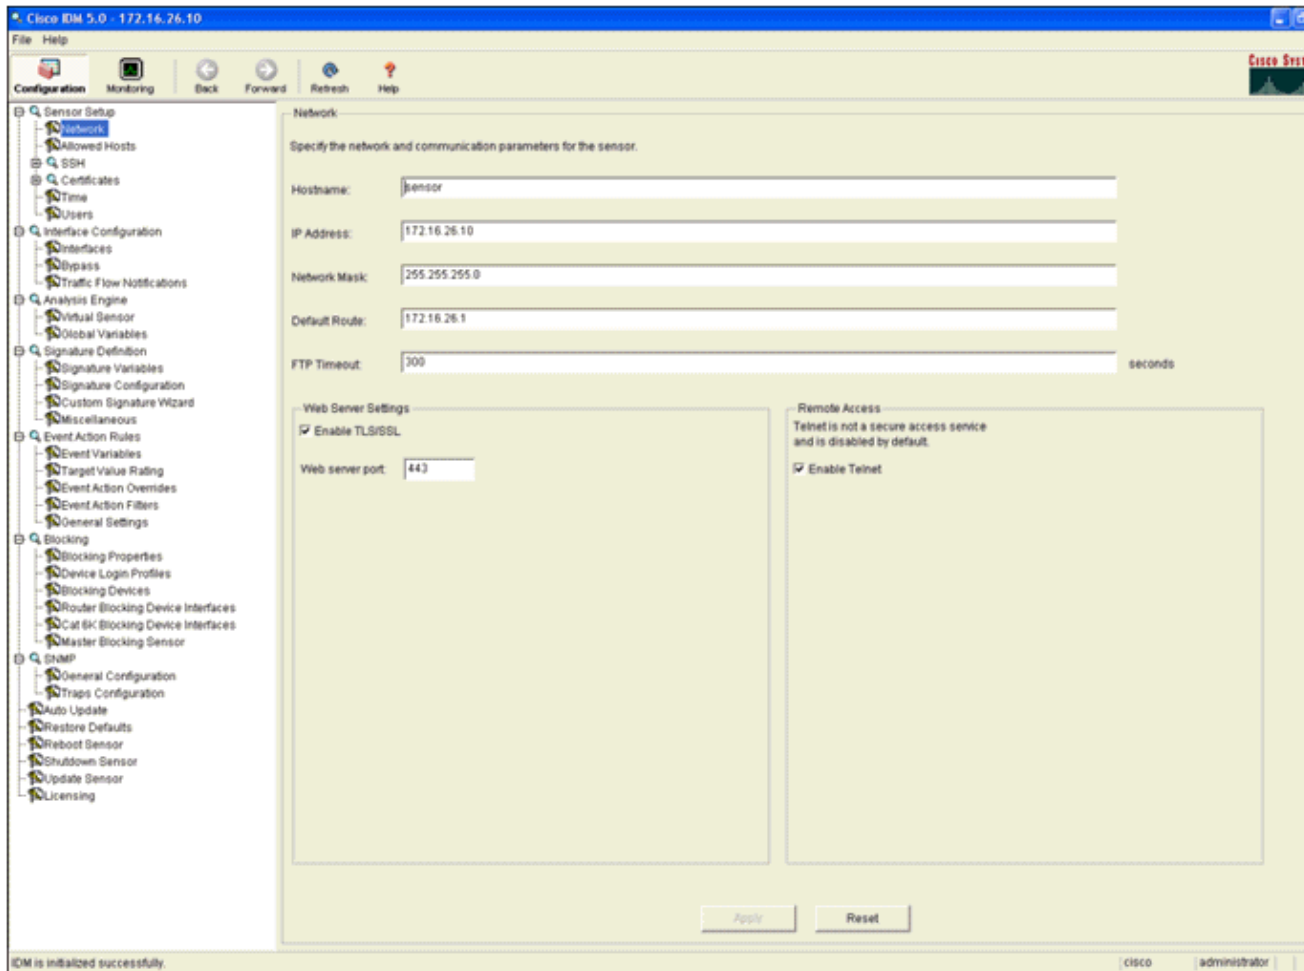 Cisco IDM 5.0 - 172.16.26.10
File Help
Configuration Monitoring Back Forward Refresh Help
Cisco Syst
Sensor Setup
Network
Allowed Hosts
SSH
Certificates
Time
Users
Interface Configuration
Interfaces
Bypass
Traffic Flow Notifications
Analysis Engine
Virtual Sensor
Global Variables
Signature Definition
Signature Variables
Signature Configuration
Custom Signature Wizard
Miscellaneous
Event Action Rules
Event Variables
Target Value Rating
Event Action Overrides
Event Action Filters
General Settings
Blocking
Blocking Properties
Device Login Profiles
Blocking Devices
Router Blocking Device Interfaces
Cat 6K Blocking Device Interfaces
Master Blocking Sensor
SNMP
General Configuration
Traps Configuration
Auto Update
Restore Defaults
Reboot Sensor
Shutdown Sensor
Update Sensor
Licensing
Network
Specify the network and communication parameters for the sensor.
Hostname: sensor
IP Address: 172.16.26.10
Network Mask: 255.255.255.0
Default Route: 172.16.26.1
FTP Timeout: 300 seconds
Web Server Settings
Enable TLS/SSL
Web server port: 443
Remote Access
Telnet is not a secure access service
and is disabled by default.
Enable Telnet
Apply Reset
IDM is initialized successfully.
cisco administrator